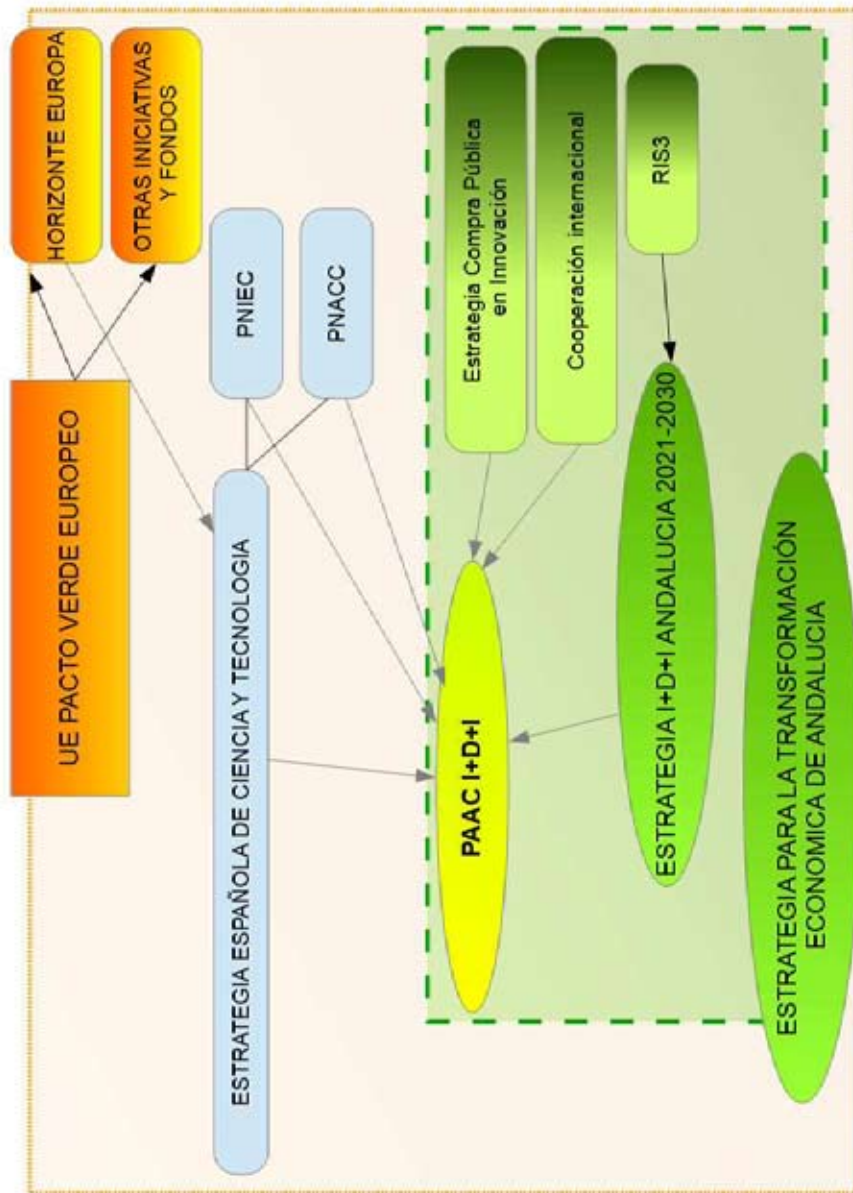 UE PACTO VERDE EUROPEO
HORIZONTE EUROPA
OTRAS INICIATIVAS
Y FONDOS
ESTRATEGIA ESPAÑOLA DE CIENCIA Y TECNOLOGIA
PNIEC
PNACC
PAAC I+D+I
Estrategia Compra Pública
en Innovación
Cooperación internacional
ESTRATEGIA I+D+I ANDALUCIA 2021-2030
RIS3
ESTRATEGIA PARA LA TRANSFORMACIÓN
ECONOMICA DE ANDALUCIA